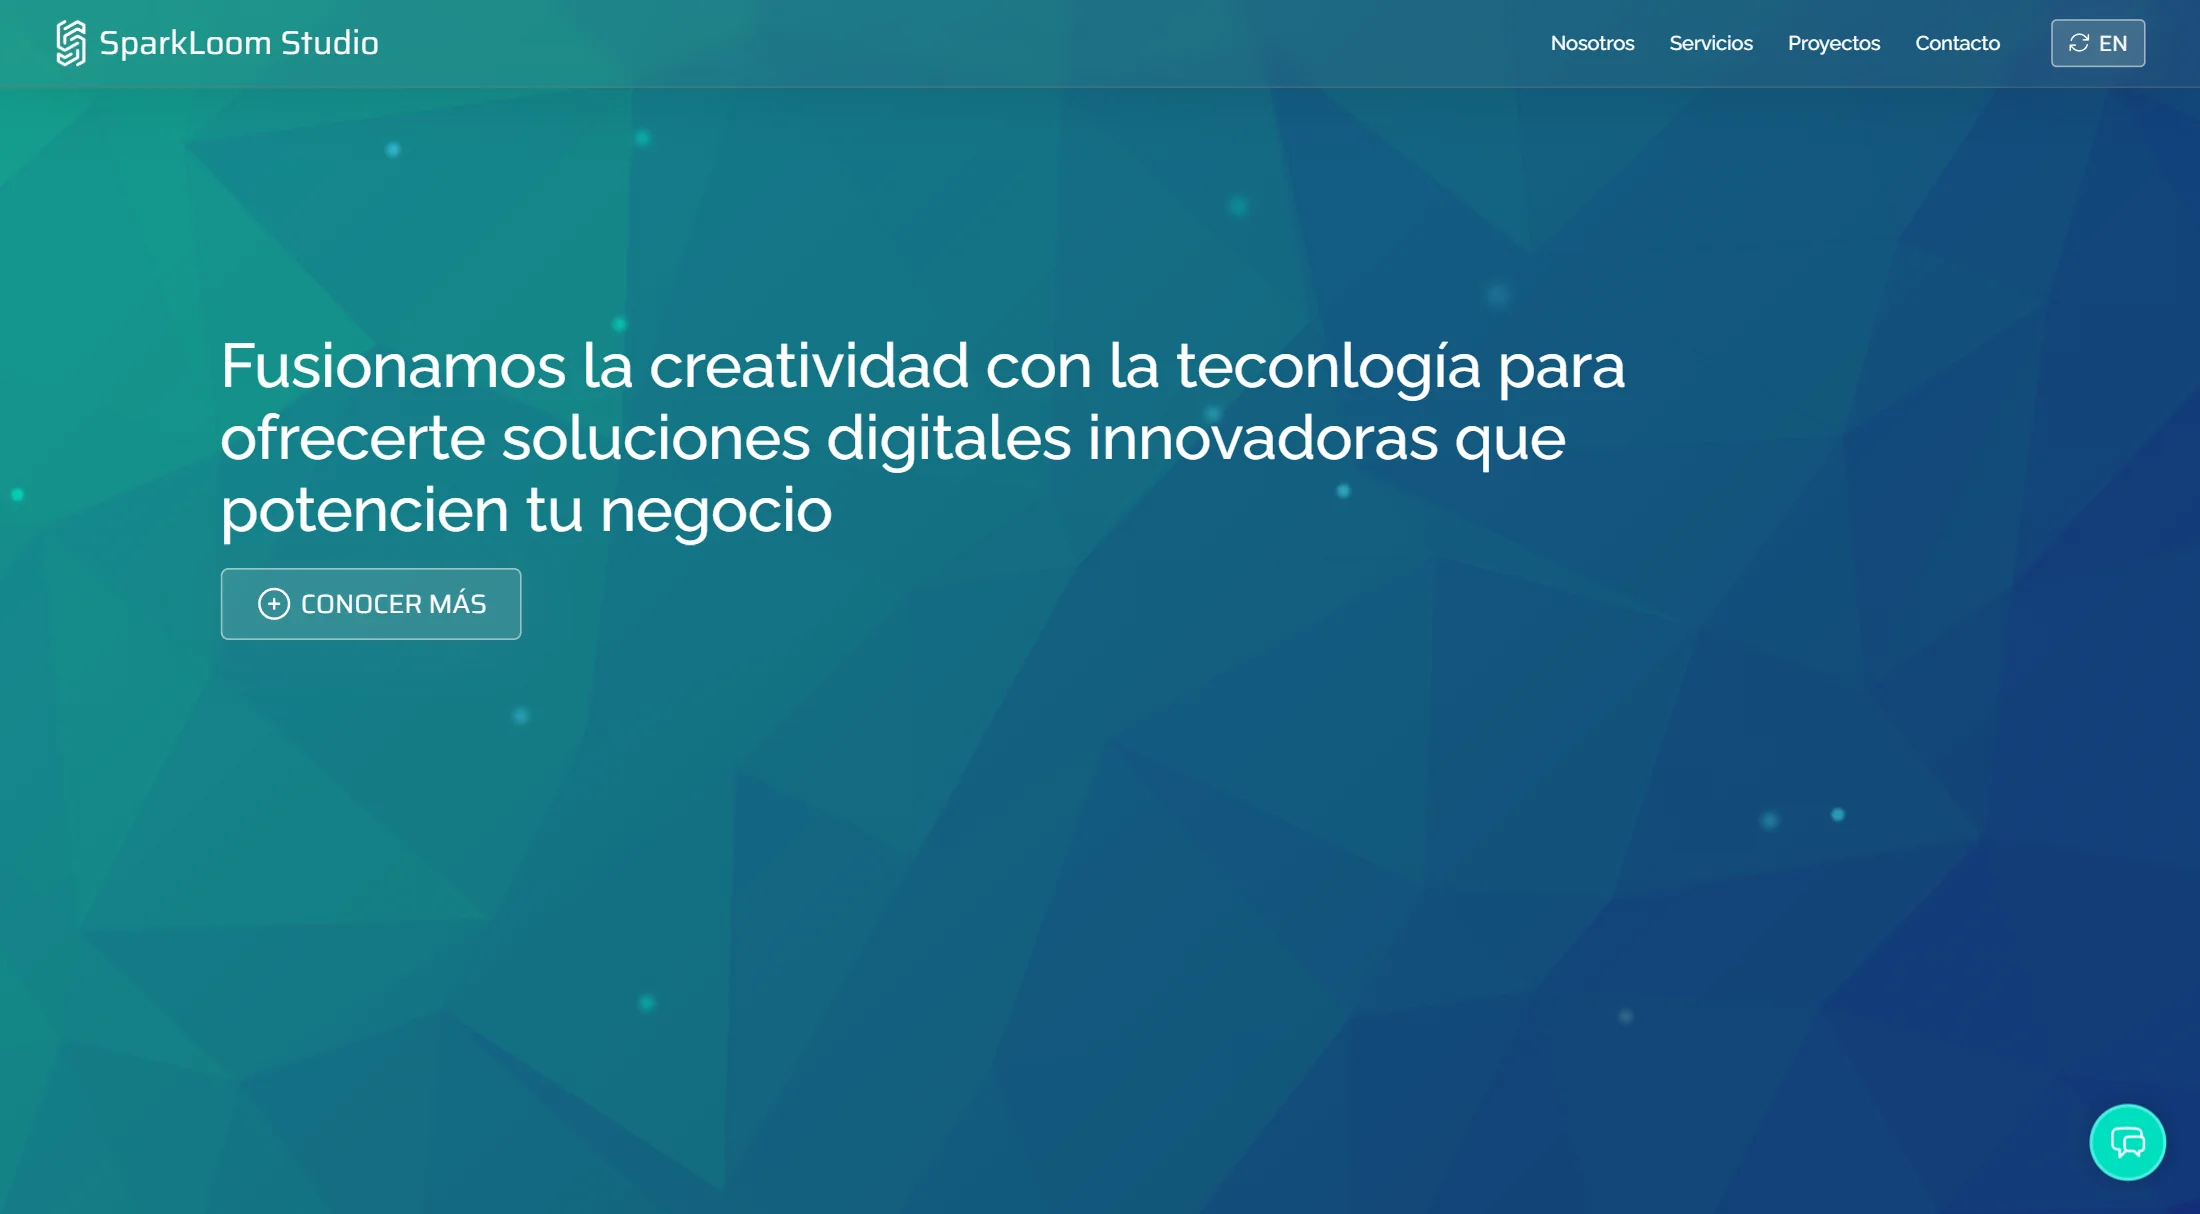 SparkLoom Studio
Nosotros
Servicios
Proyectos
Contacto
EN
Fusionamos la creatividad con la teconlogía para
ofrecerte soluciones digitales innovadoras que
potencien tu negocio
CONOCER MÁS